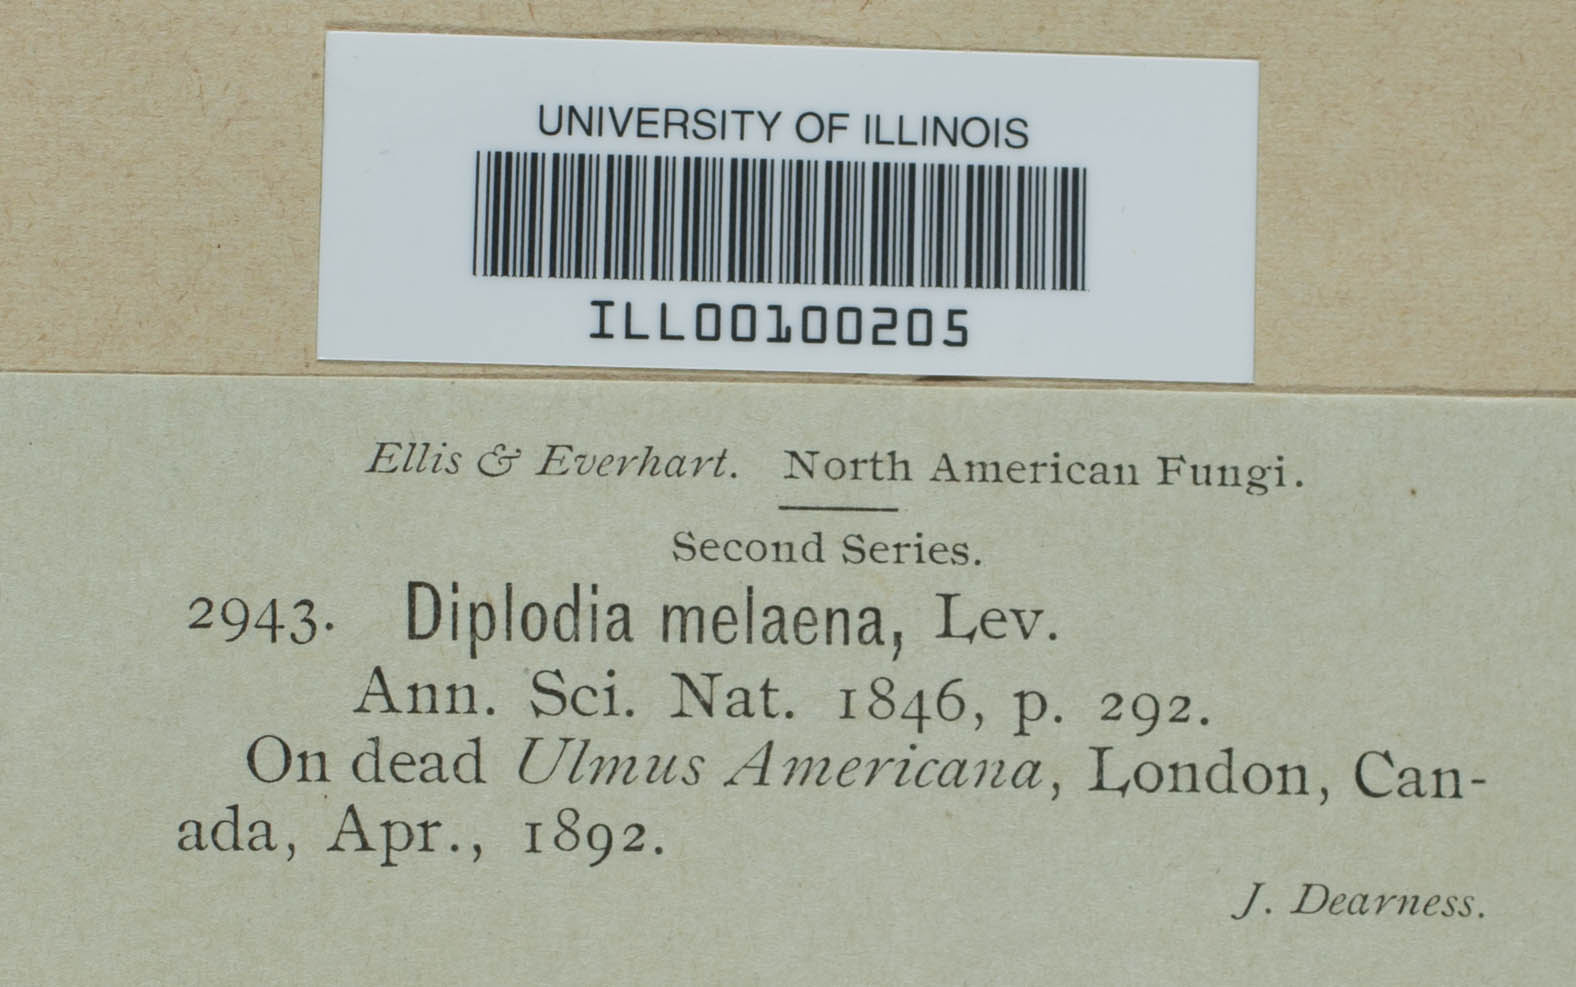 UNIVERSITY OF ILLINOIS
ILL00100205
Ellis & Everhart. North American Fungi.
Second Series.
2943. Diplodia melaena, Lev.
Ann. Sci. Nat. 1846, p. 292.
On dead Ulmus Americana, London, Can-
ada, Apr., 1892.
J. Dearness.